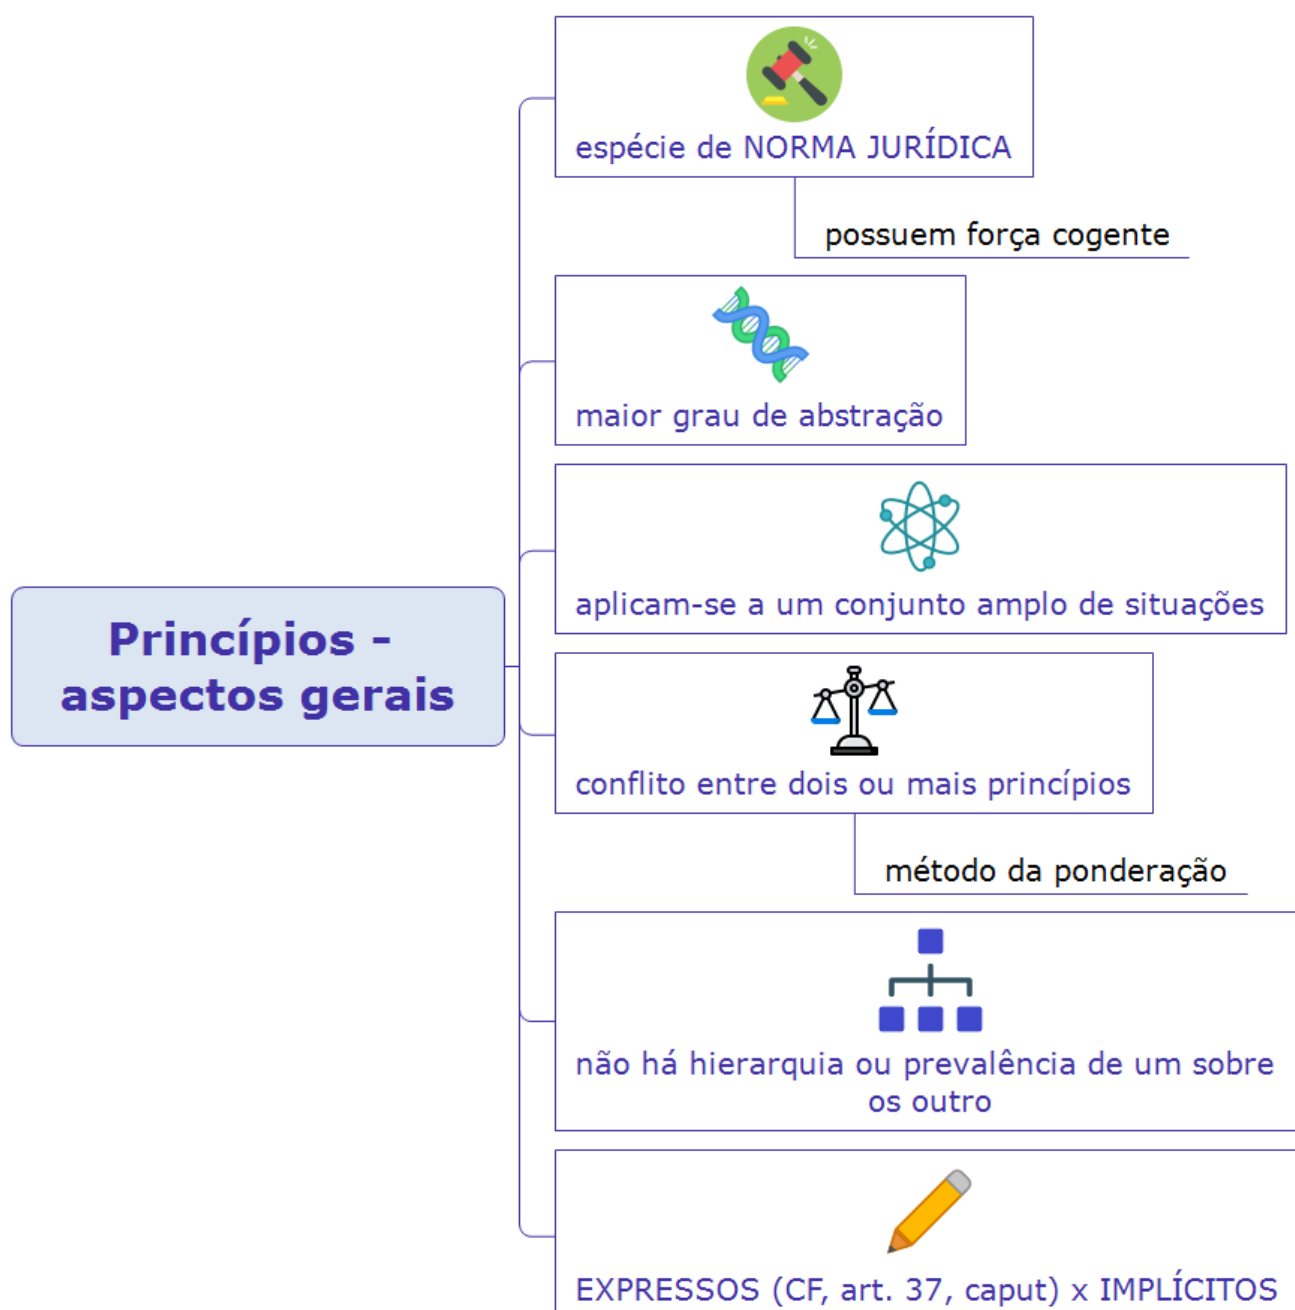 espécie de NORMA JURÍDICA
possuem força cogente
maior grau de abstração
aplicam-se a um conjunto amplo de situações
Princípios -
aspectos gerais
conflito entre dois ou mais princípios
método da ponderação
não há hierarquia ou prevalência de um sobre
os outro
EXPRESSOS (CF, art. 37, caput) x IMPLÍCITOS